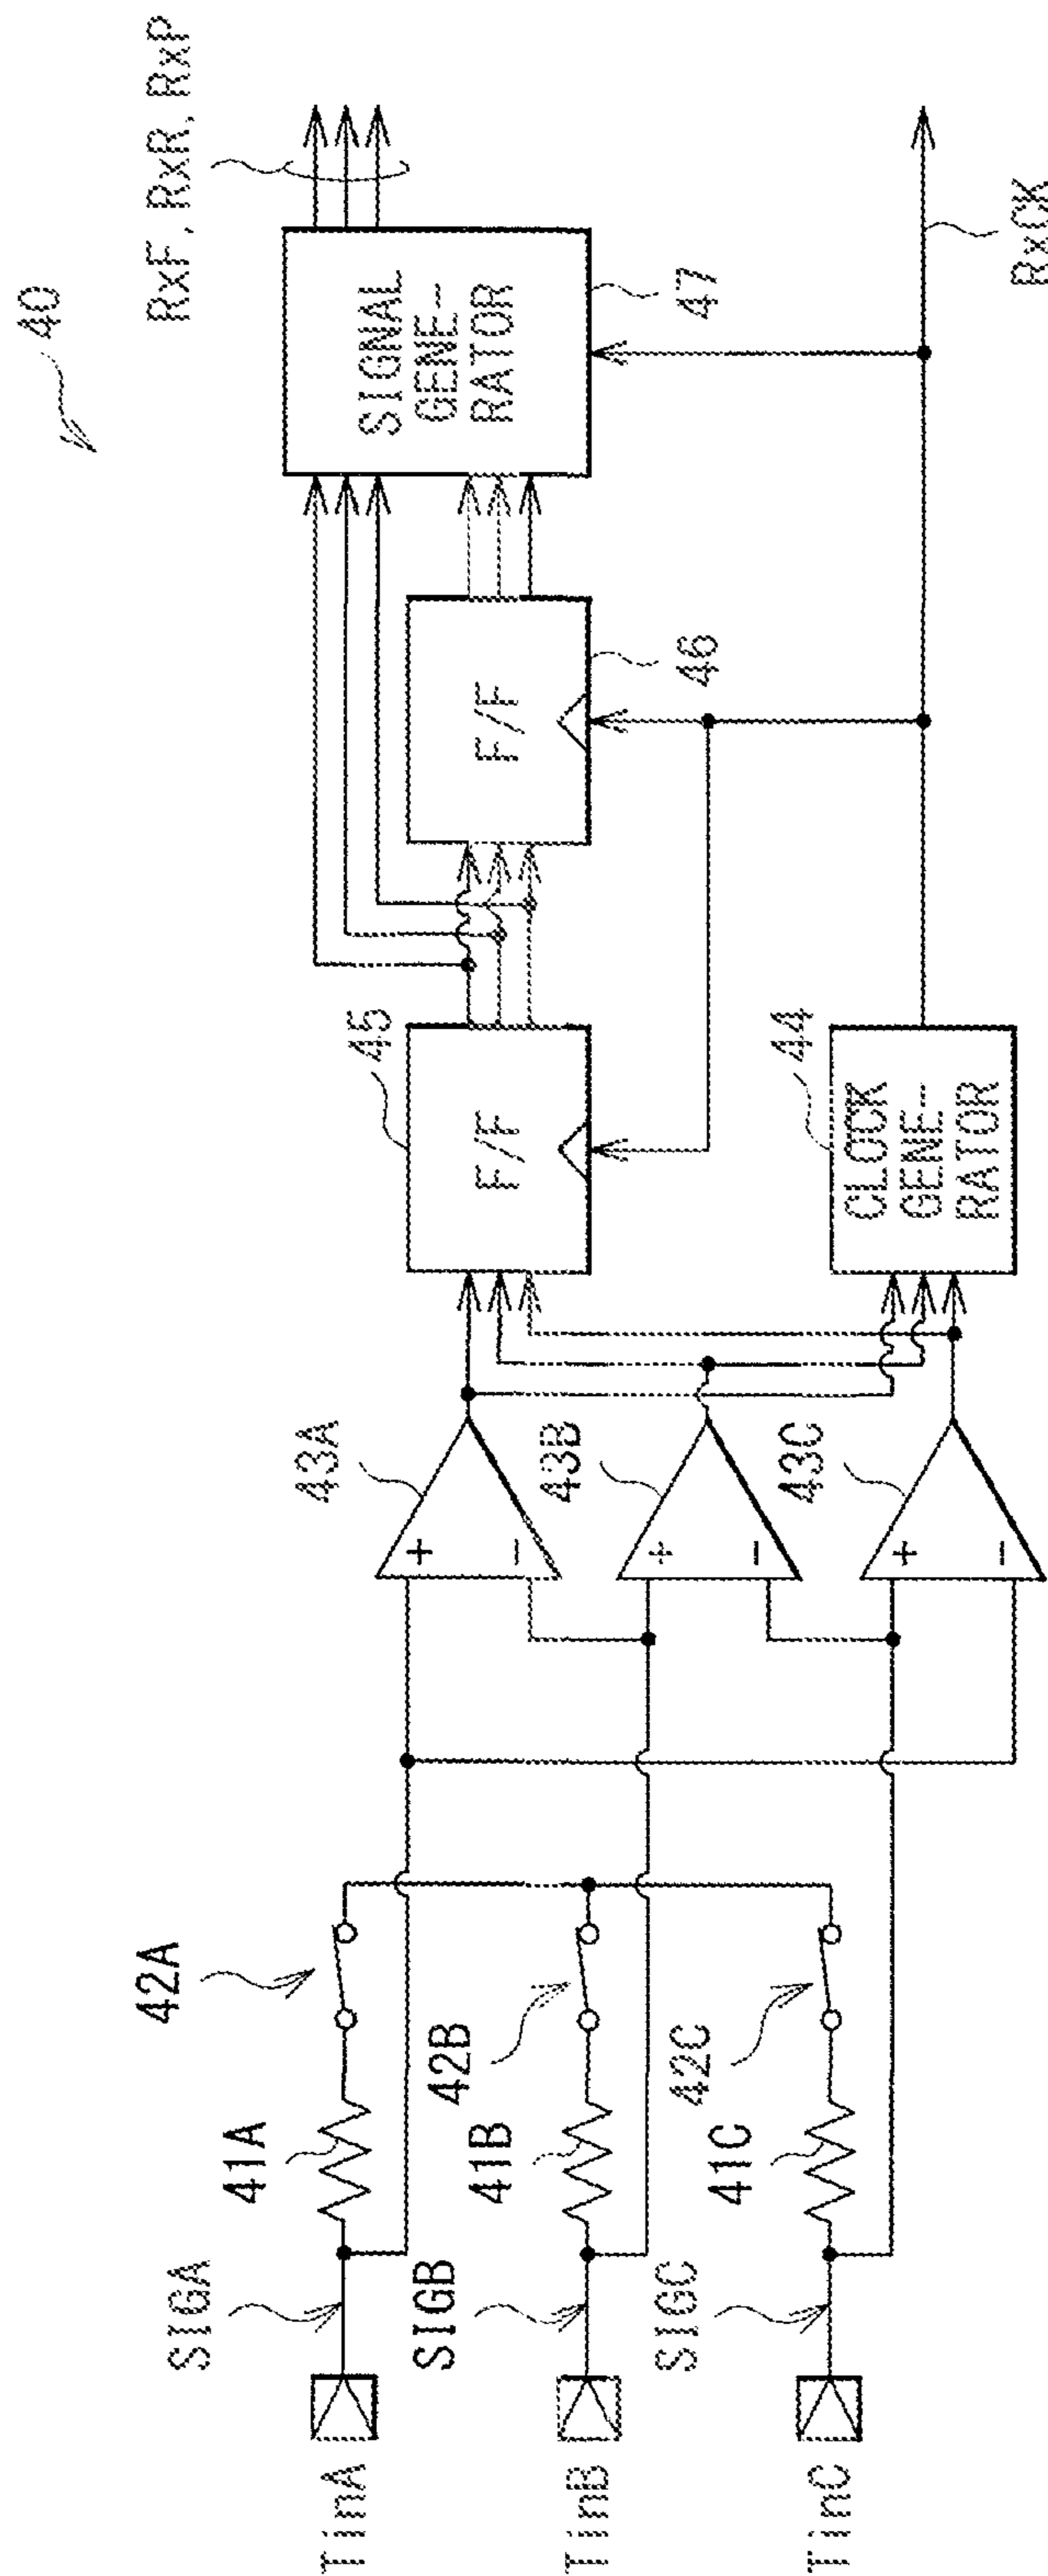 40
RxF, RxR, RxP
SIGNAL
GENE-
RATOR
47
RxCK
F/F
46
F/F
45
CLOCK
GENE-
RATOR
44
43A
+
-
43B
+
-
43C
+
-
42A
42B
42C
41A
41B
41C
SIGA
SIGB
SIGC
TinA
TinB
TinC